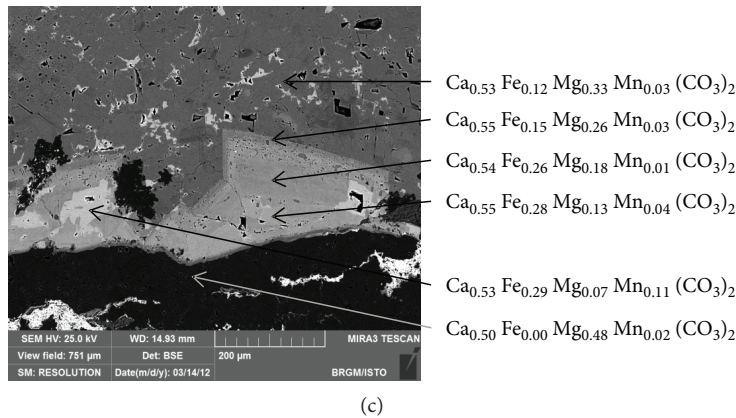 Ca0.53 Fe0.12 Mg0.33 Mn0.03 (CO3)2
Ca0.55 Fe0.15 Mg0.26 Mn0.03 (CO3)2
Ca0.54 Fe0.26 Mg0.18 Mn0.01 (CO3)2
Ca0.55 Fe0.28 Mg0.13 Mn0.04 (CO3)2
Ca0.53 Fe0.29 Mg0.07 Mn0.11 (CO3)2
Ca0.50 Fe0.00 Mg0.48 Mn0.02 (CO3)2
SEM HV: 25.0 kV WD: 14.93 mm MIRA3 TESCAN
View field: 751 µm Det: BSE 200 µm
SM: RESOLUTION Date(m/d/y): 03/14/12 BRGM/ISTO
(c)